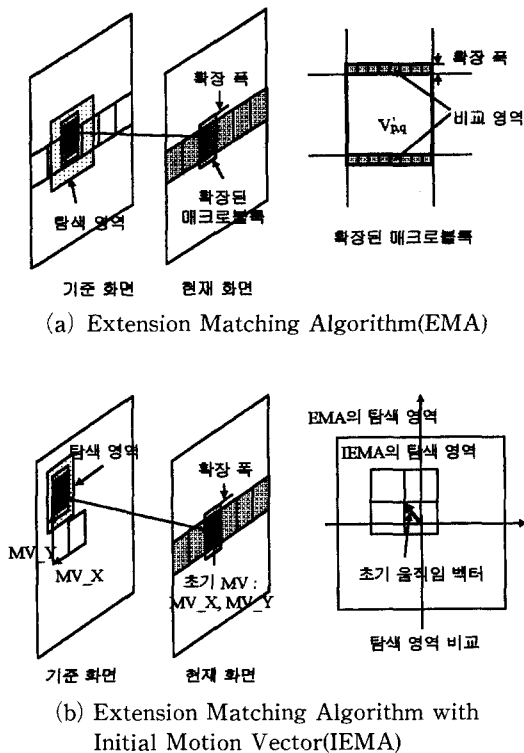 확장 폭
확장된
매크로블록
탐색 영역
기준 화면
현재 화면
확장 폭
비교 영역
V'p,q
확장된 매크로블록
(a) Extension Matching Algorithm(EMA)
탐색 영역
MV_Y
MV_X
기준 화면
확장 폭
초기 MV :
MV_X, MV_Y
현재 화면
EMA의 탐색 영역
IEMA의 탐색 영역
초기 움직임 벡터
탐색 영역 비교
(b) Extension Matching Algorithm with
Initial Motion Vector(IEMA)